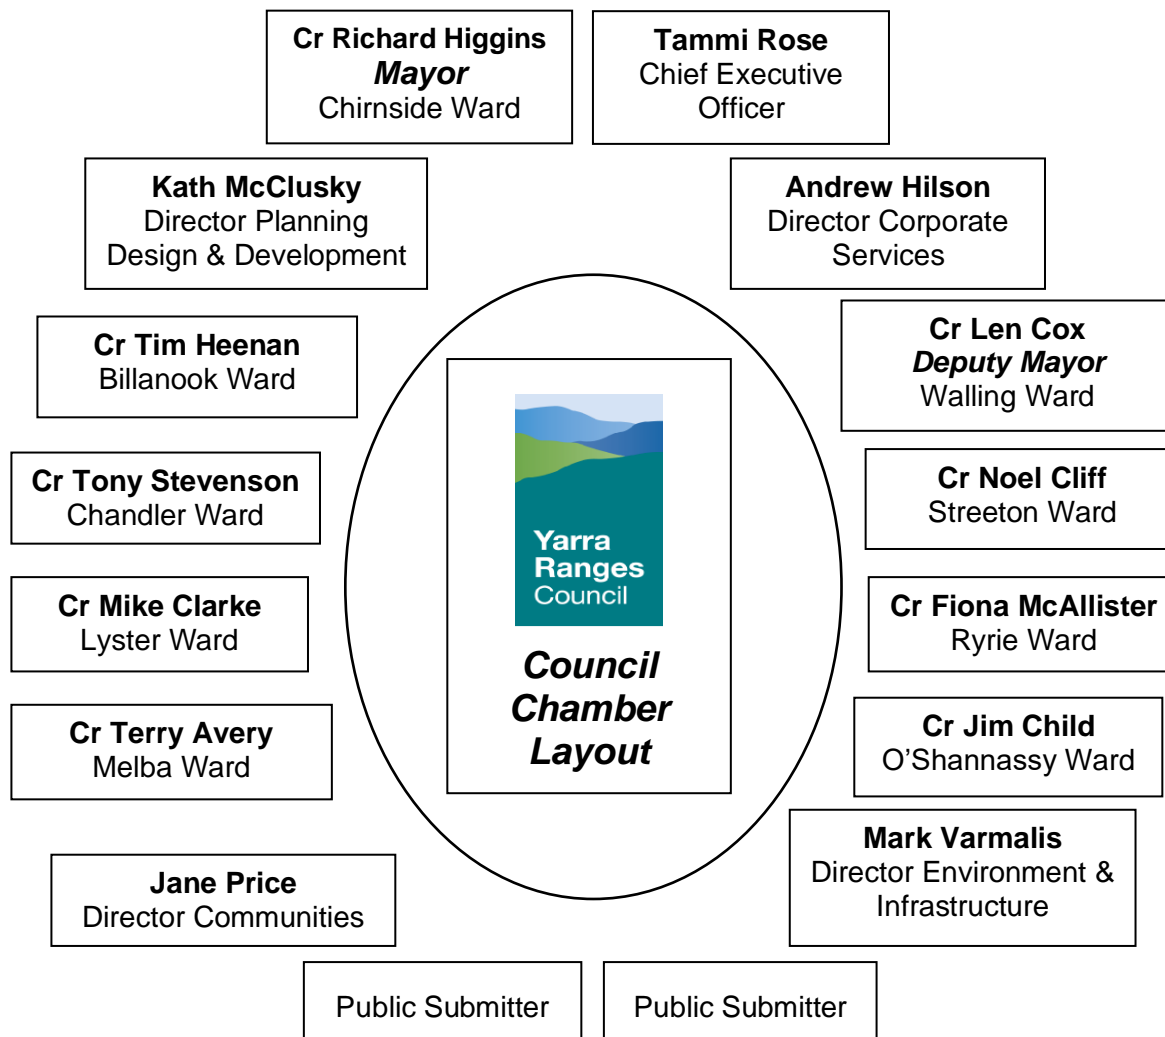 Cr Richard Higgins
Mayor
Chirnside Ward
Tammi Rose
Chief Executive
Officer
Kath McClusky
Director Planning
Design & Development
Andrew Hilson
Director Corporate
Services
Cr Tim Heenan
Billanook Ward
Cr Len Cox
Deputy Mayor
Walling Ward
Cr Tony Stevenson
Chandler Ward
Cr Noel Cliff
Streeton Ward
Yarra
Ranges
Council
Council
Chamber
Layout
Cr Mike Clarke
Lyster Ward
Cr Fiona McAllister
Ryrie Ward
Cr Terry Avery
Melba Ward
Cr Jim Child
O'Shannassy Ward
Jane Price
Director Communities
Mark Varmalis
Director Environment &
Infrastructure
Public Submitter
Public Submitter